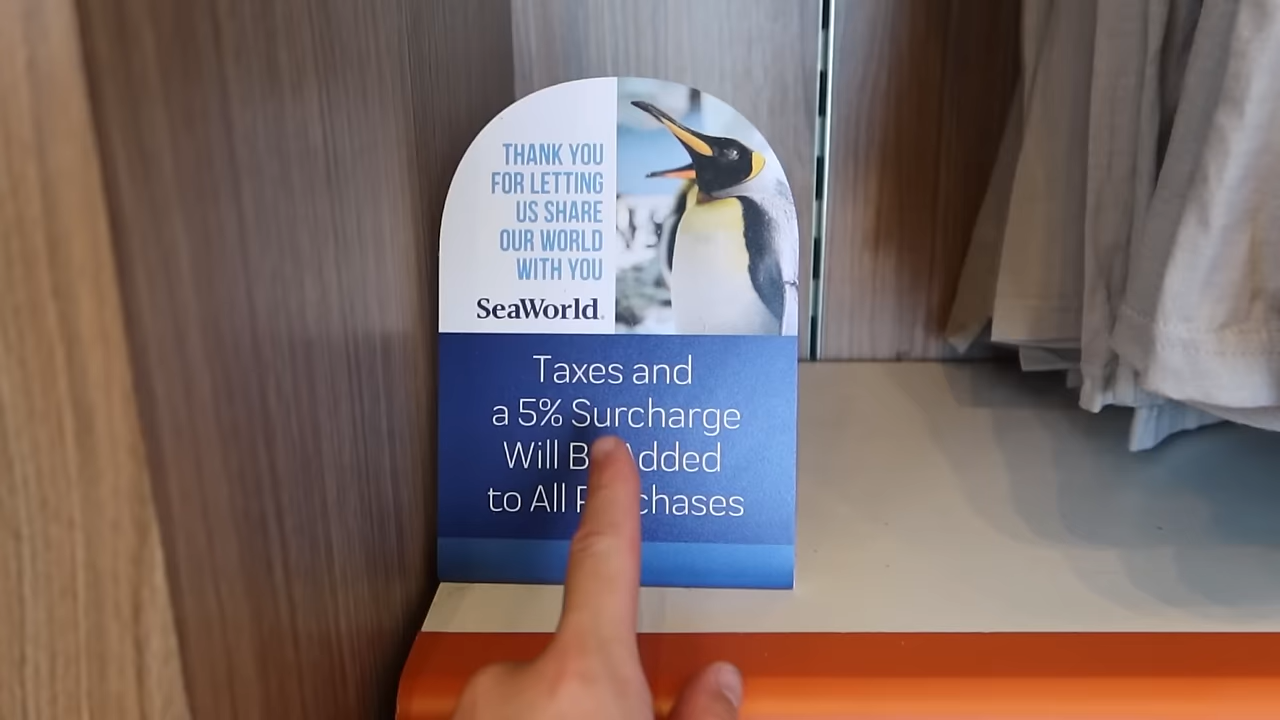 THANK YOU
FOR LETTING
US SHARE
OUR WORLD
WITH YOU
SeaWorld
Taxes and
a 5% Surcharge
Will Added
to All